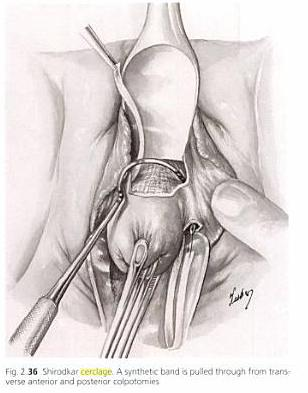 Fig. 2.36 Shirodkar cerclage. A synthetic band is pulled through from trans-
verse anterior and posterior colpotomies